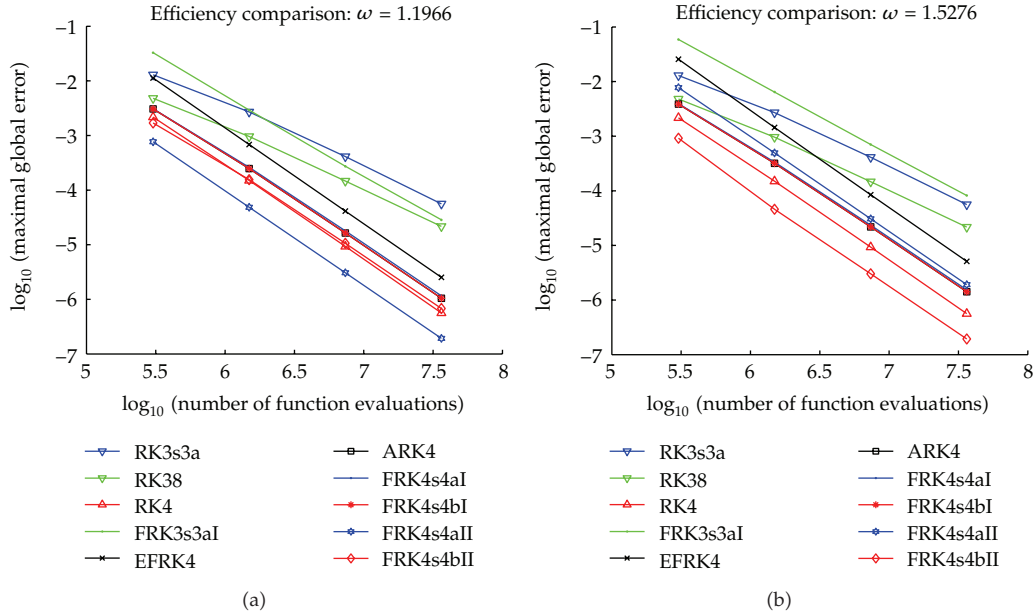 Efficiency comparison: ω = 1.1966
−1
−2
−3
−4
−5
−6
−7
log10 (maximal global error)
5
5.5
6
6.5
7
7.5
8
log10 (number of function evaluations)
RK3s3a
RK38
RK4
FRK3s3aI
EFRK4
ARK4
FRK4s4aI
FRK4s4bI
FRK4s4aII
FRK4s4bII
(a)
Efficiency comparison: ω = 1.5276
−1
−2
−3
−4
−5
−6
−7
log10 (maximal global error)
5
5.5
6
6.5
7
7.5
8
log10 (number of function evaluations)
RK3s3a
RK38
RK4
FRK3s3aI
EFRK4
ARK4
FRK4s4aI
FRK4s4bI
FRK4s4aII
FRK4s4bII
(b)